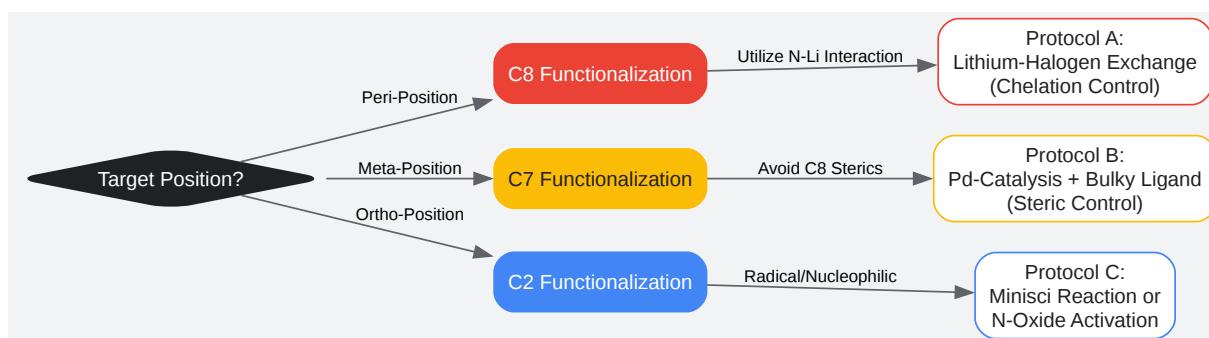 Target Position?
Peri-Position
C8 Functionalization
Utilize N-Li Interaction
Protocol A:
Lithium-Halogen Exchange
(Chelation Control)
Meta-Position
C7 Functionalization
Avoid C8 Sterics
Protocol B:
Pd-Catalysis + Bulky Ligand
(Steric Control)
Ortho-Position
C2 Functionalization
Radical/Nucleophilic
Protocol C:
Minisci Reaction or
N-Oxide Activation